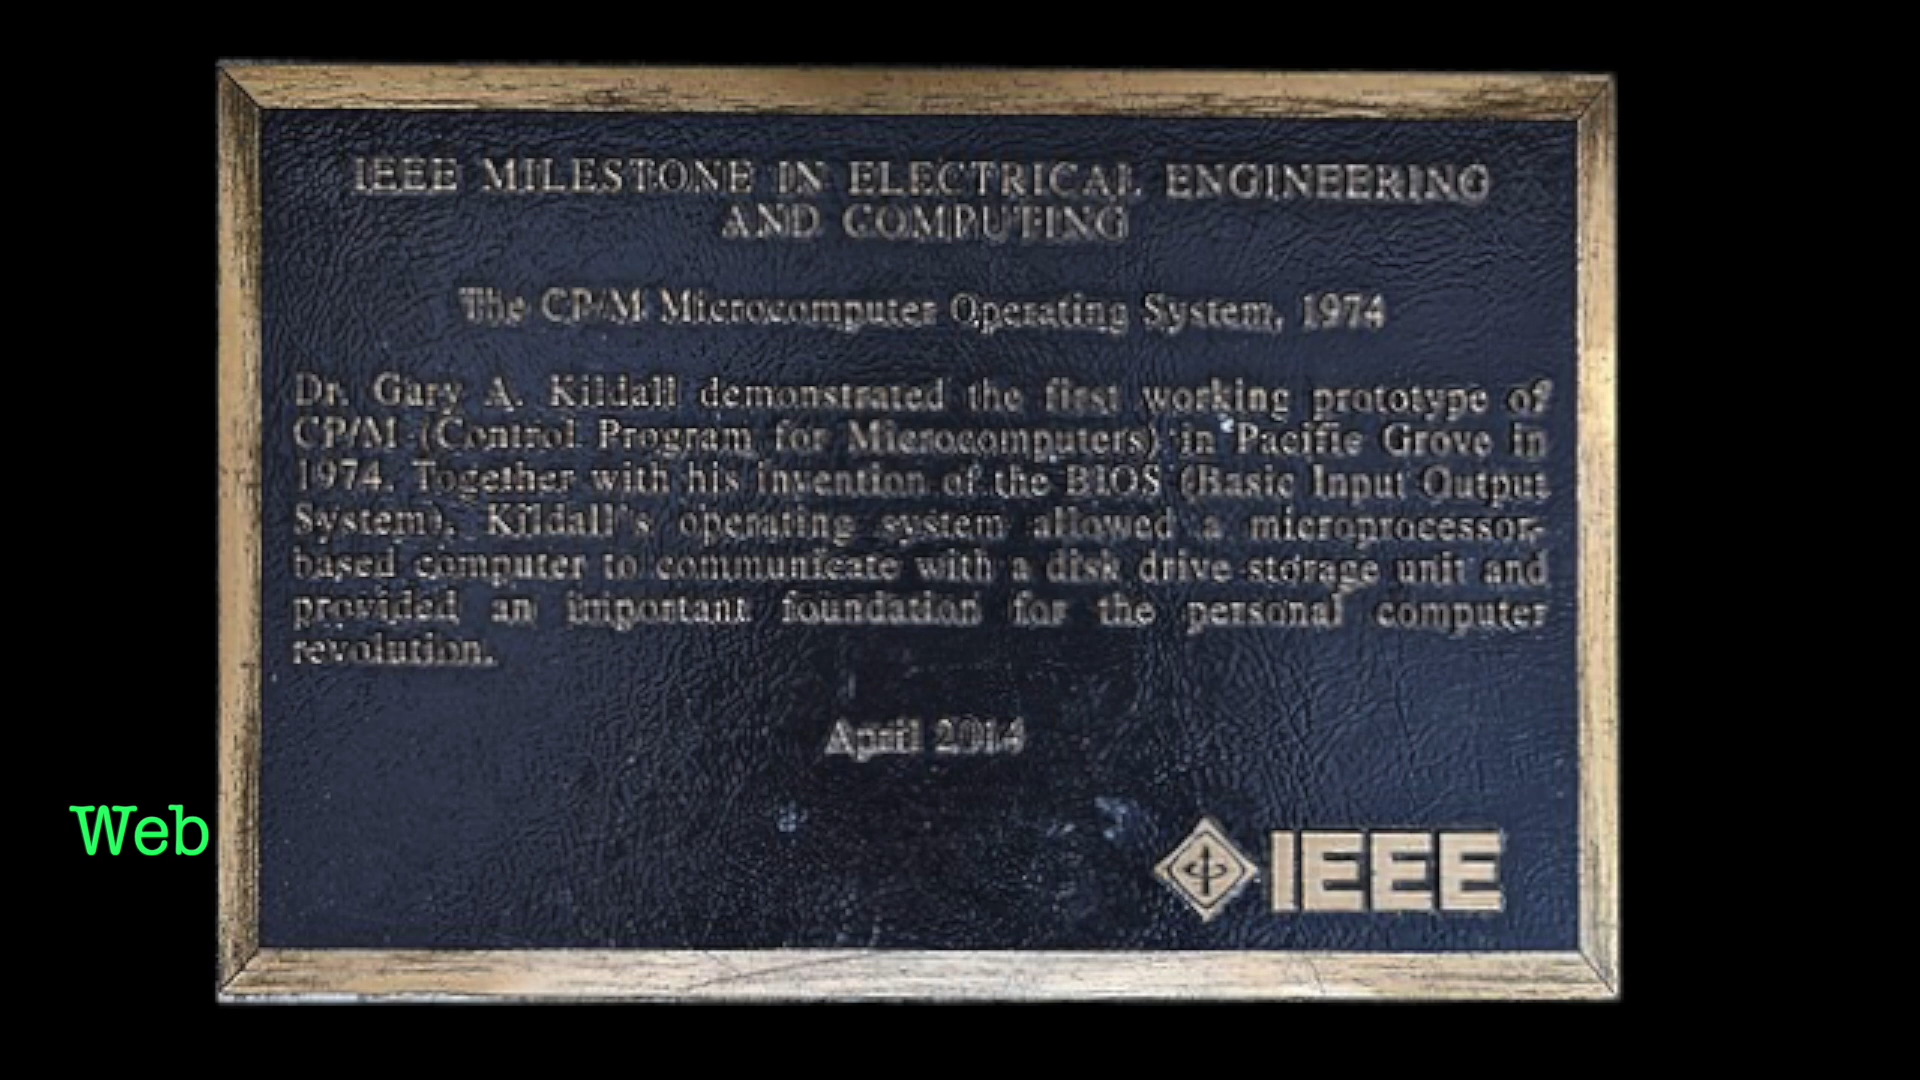 IEEE MILESTONE IN ELECTRICAL ENGINEERING
AND COMPUTING
The CP/M Microcomputer Operating System, 1974
Dr. Gary A. Kildall demonstrated the first working prototype of
CP/M (Control Program for Microcomputers) in Pacific Grove in
1974. Together with his invention of the BIOS (Basic Input Output
System), Kildall's operating system allowed a microprocessor-
based computer to communicate with a disk drive storage unit and
provided an important foundation for the personal computer
revolution.
April 2014
Web
IEEE